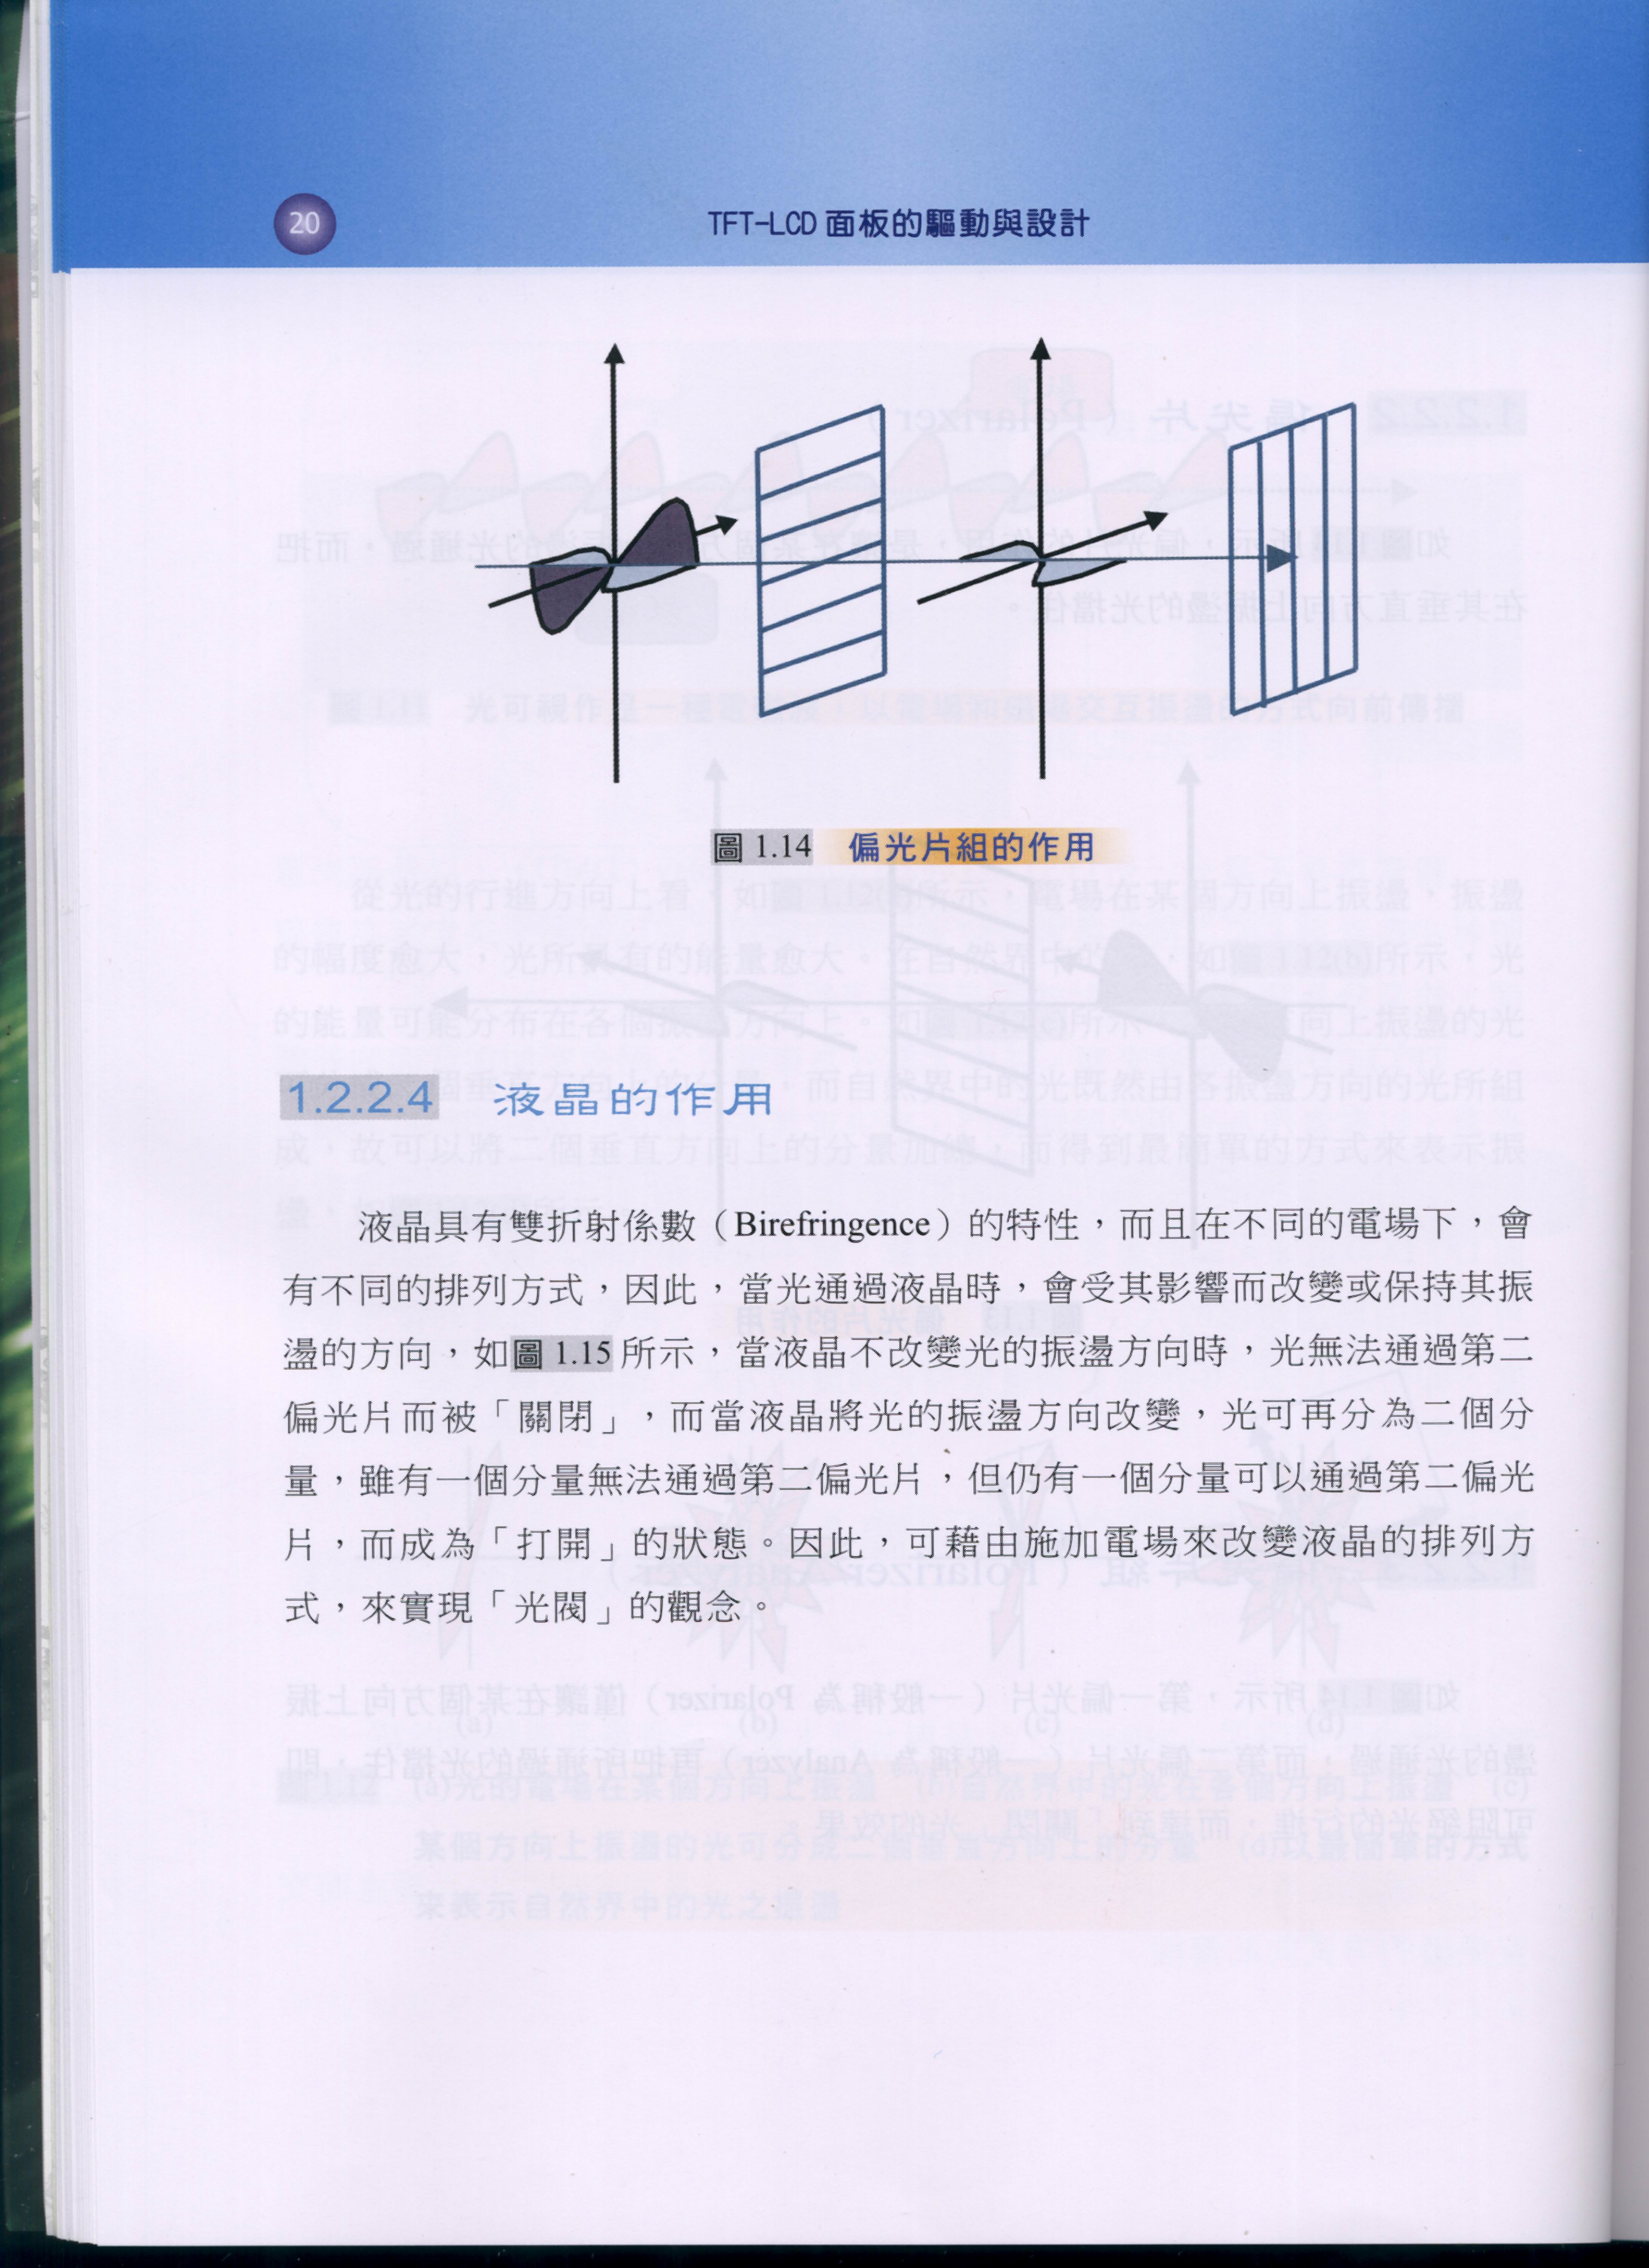 20
TFT-LCD 面板的驅動與設計
圖 1.14 偏光片組的作用
1.2.2.4 液晶的作用
液晶具有雙折射係數（Birefringence）的特性，而且在不同的電場下，會
有不同的排列方式，因此，當光通過液晶時，會受其影響而改變或保持其振
盪的方向，如圖 1.15 所示，當液晶不改變光的振盪方向時，光無法通過第二
偏光片而被「關閉」，而當液晶將光的振盪方向改變，光可再分為二個分
量，雖有一個分量無法通過第二偏光片，但仍有一個分量可以通過第二偏光
片，而成為「打開」的狀態。因此，可藉由施加電場來改變液晶的排列方
式，來實現「光閥」的觀念。